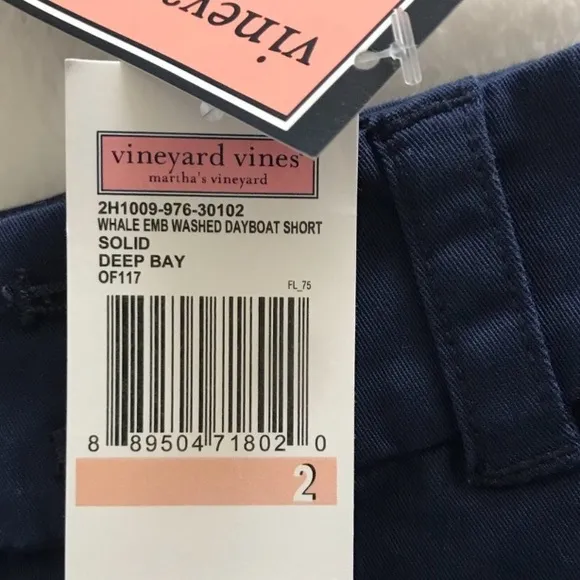 vineyard vines
martha's vineyard
2H1009-976-30102
WHALE EMB WASHED DAYBOAT SHORT
SOLID
DEEP BAY
OF117
FL_75
8 89504 71802 0
2